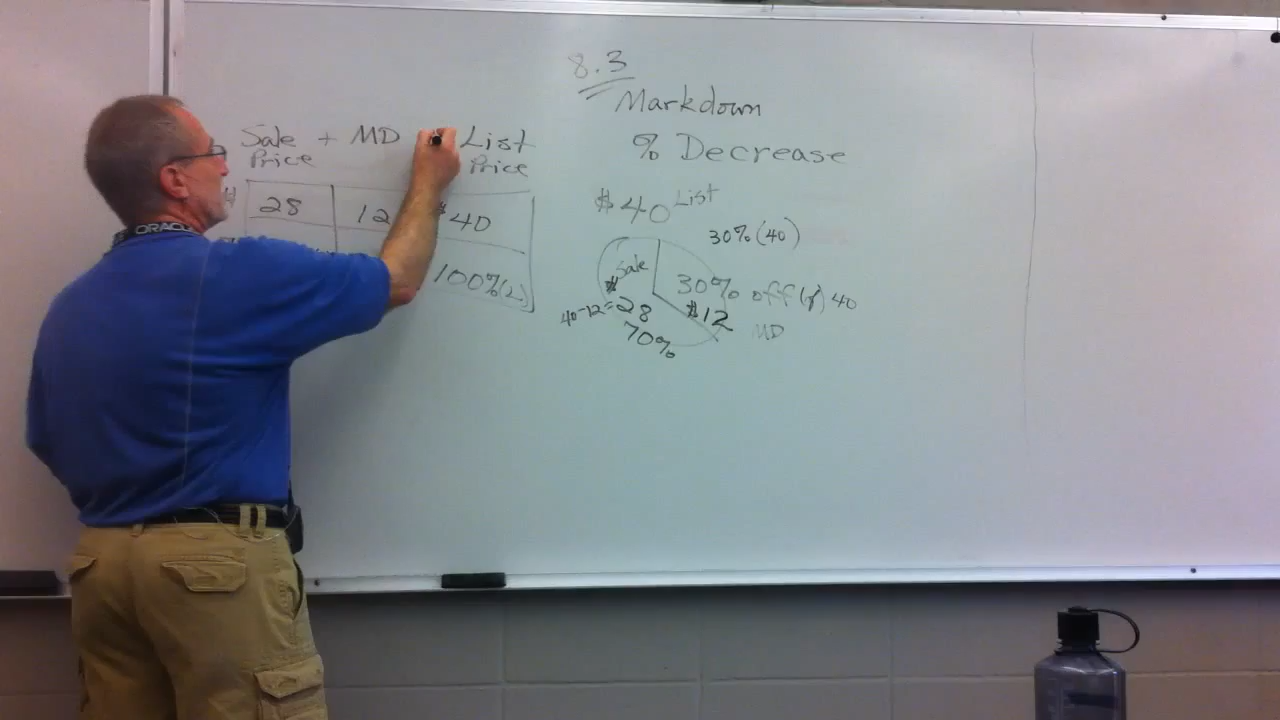 8.3
Markdown
% Decrease
Sale + MD List
Price Price
28 12 $40
100%(L)
$40 List
30%(40)
Sale
30% off (of) 40
40-12= $28 $12
70% MD
ORACLE